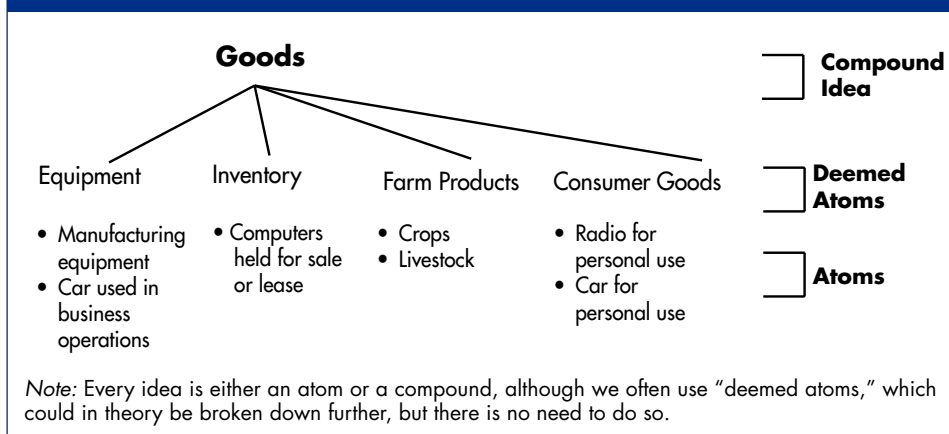 Goods
Compound
Idea
Equipment
Inventory
Farm Products
Consumer Goods
Deemed
Atoms
• Manufacturing
equipment
• Car used in
business
operations
• Computers
held for sale
or lease
• Crops
• Livestock
• Radio for
personal use
• Car for
personal use
Atoms
Note: Every idea is either an atom or a compound, although we often use “deemed atoms,” which
could in theory be broken down further, but there is no need to do so.